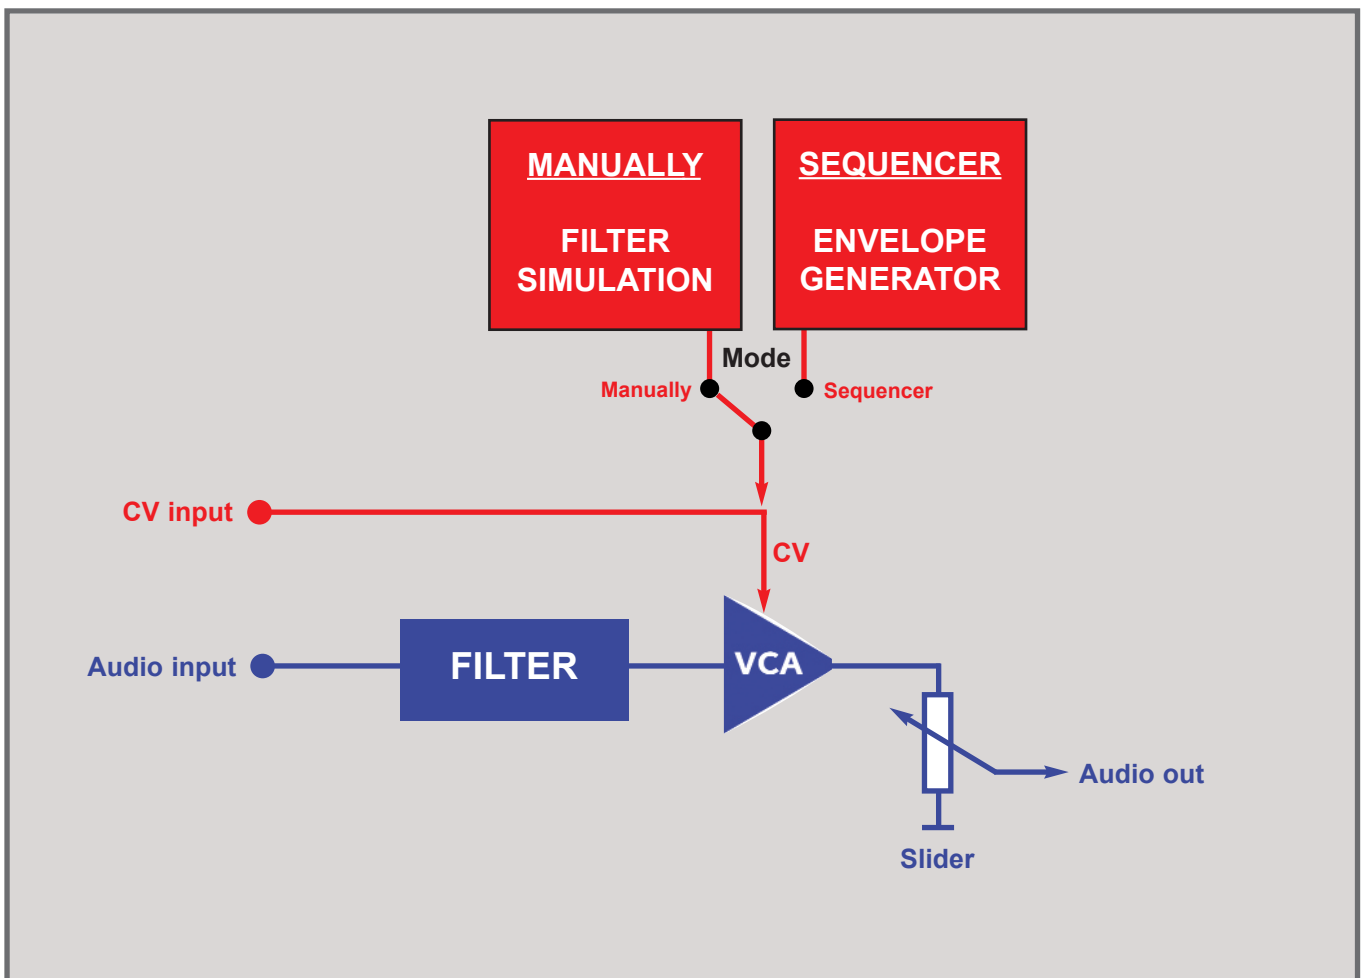 MANUALLY
FILTER
SIMULATION
SEQUENCER
ENVELOPE
GENERATOR
Mode
Manually
Sequencer
CV input
CV
Audio input
FILTER
VCA
Audio out
Slider